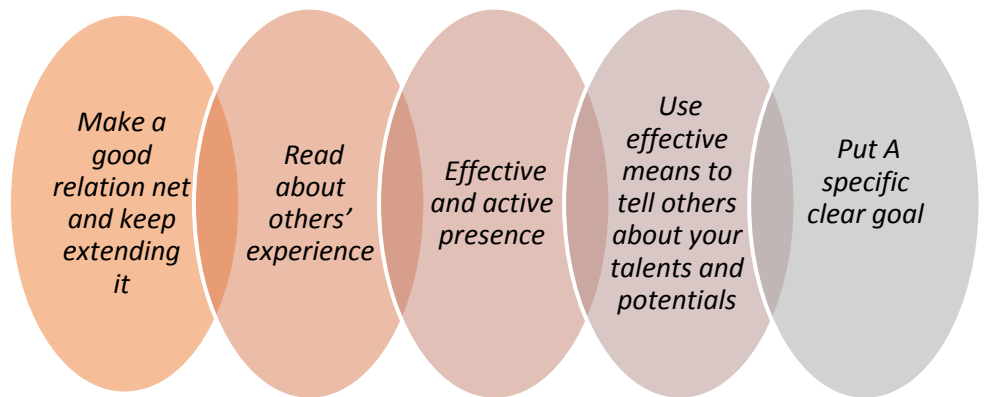 Make a
good
relation net
and keep
extending
it
Read
about
others’
experience
Effective
and active
presence
Use
effective
means to
tell others
about your
talents and
potentials
Put A
specific
clear goal